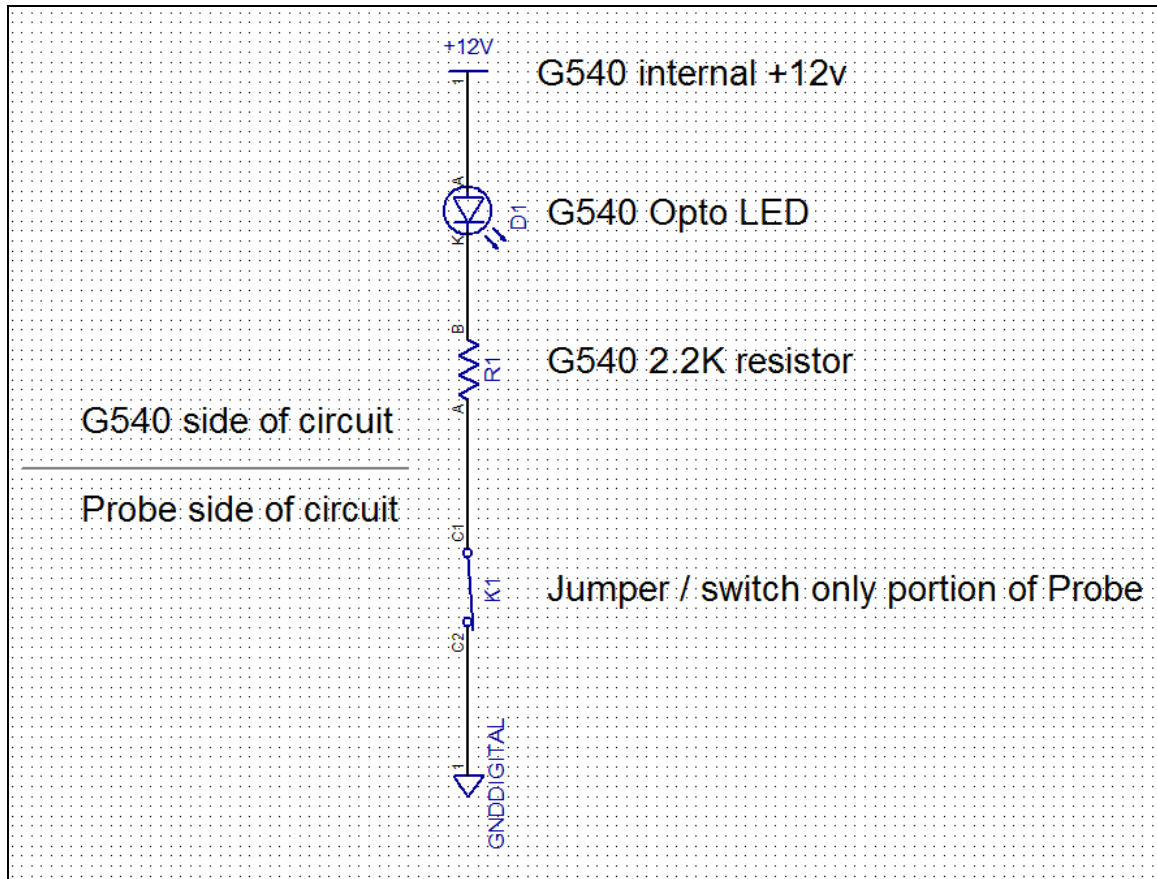 +12V
G540 internal +12v
1
A
D1
G540 Opto LED
K
B
R1
G540 2.2K resistor
A
G540 side of circuit
Probe side of circuit
C1
K1
Jumper / switch only portion of Probe
C2
1
GNDDIGITAL